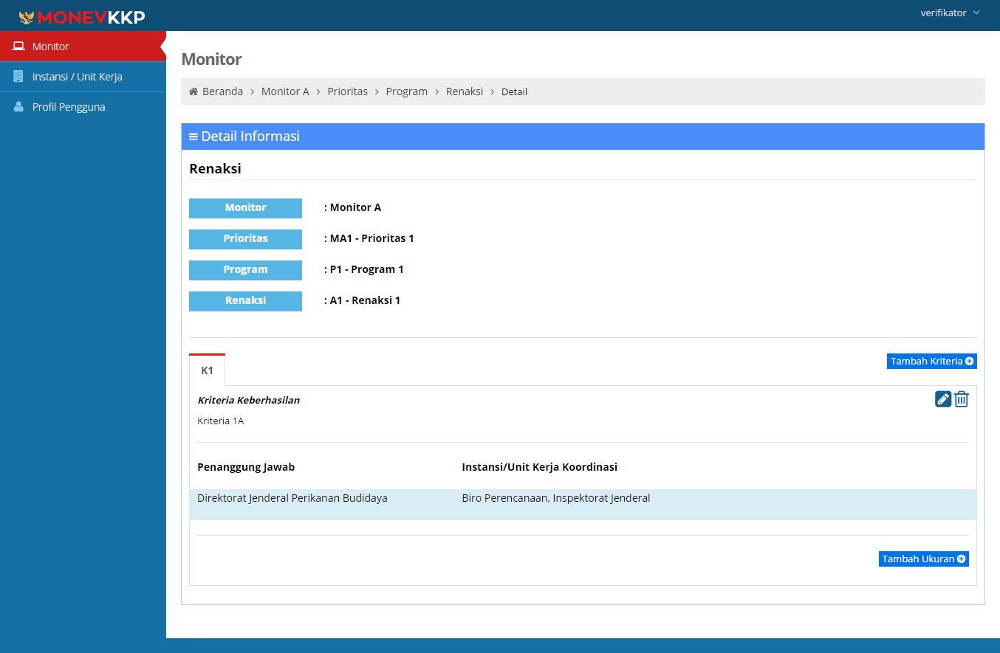 MONEVKKP
verifikator
Monitor
Instansi / Unit Kerja
Profil Pengguna
Monitor
Beranda > Monitor A > Prioritas > Program > Renaksi > Detail
Detail Informasi
Renaksi
Monitor : Monitor A
Prioritas : MA1 - Prioritas 1
Program : P1 - Program 1
Renaksi : A1 - Renaksi 1
K1
Tambah Kriteria
Kriteria Keberhasilan
Kriteria 1A
Penanggung Jawab Instansi/Unit Kerja Koordinasi
Direktorat Jenderal Perikanan Budidaya Biro Perencanaan, Inspektorat Jenderal
Tambah Ukuran